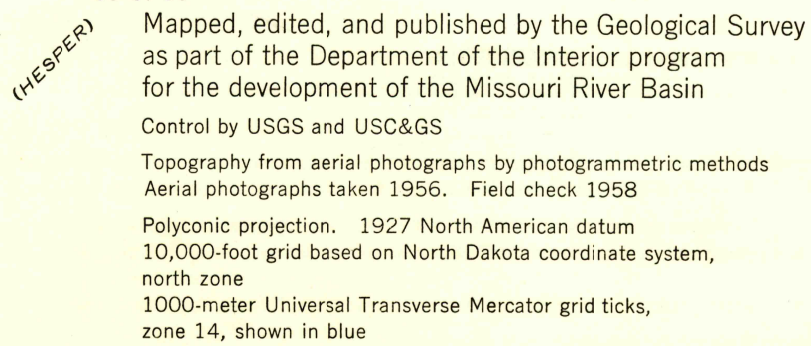 (HESPER)
Mapped, edited, and published by the Geological Survey
as part of the Department of the Interior program
for the development of the Missouri River Basin
Control by USGS and USC&GS
Topography from aerial photographs by photogrammetric methods
Aerial photographs taken 1956. Field check 1958
Polyconic projection. 1927 North American datum
10,000-foot grid based on North Dakota coordinate system,
north zone
1000-meter Universal Transverse Mercator grid ticks,
zone 14, shown in blue